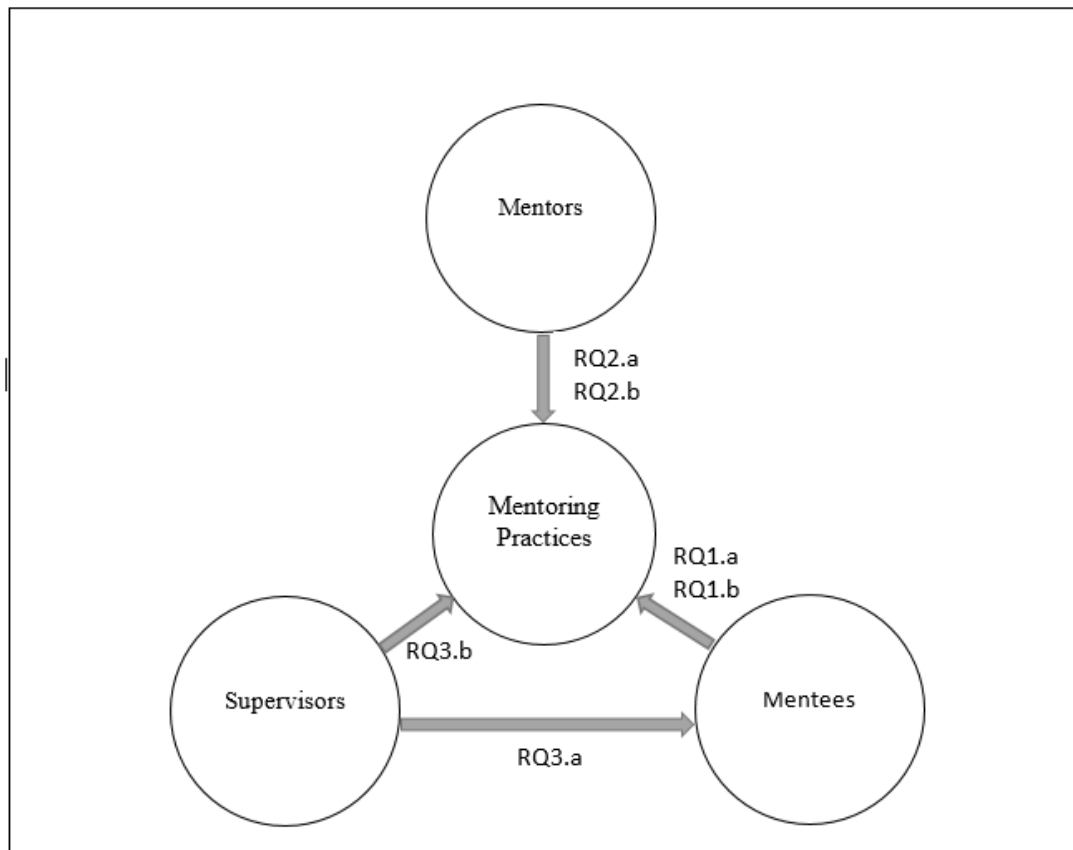 Mentors
RQ2.a
RQ2.b
Mentoring
Practices
RQ1.a
RQ1.b
RQ3.b
Supervisors
Mentees
RQ3.a